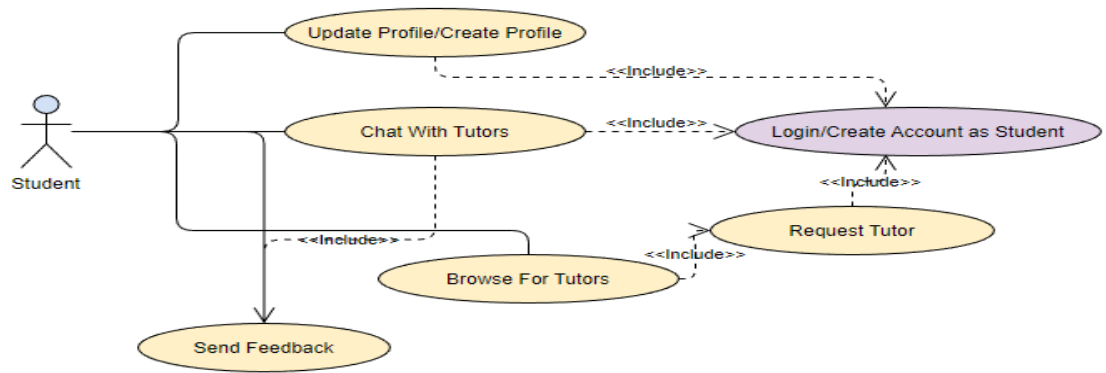 Update Profile/Create Profile
<<Include>>
Chat With Tutors
<<Include>>
Login/Create Account as Student
Student
<<Include>>
Request Tutor
<<Include>>
<<Include>>
Browse For Tutors
Send Feedback